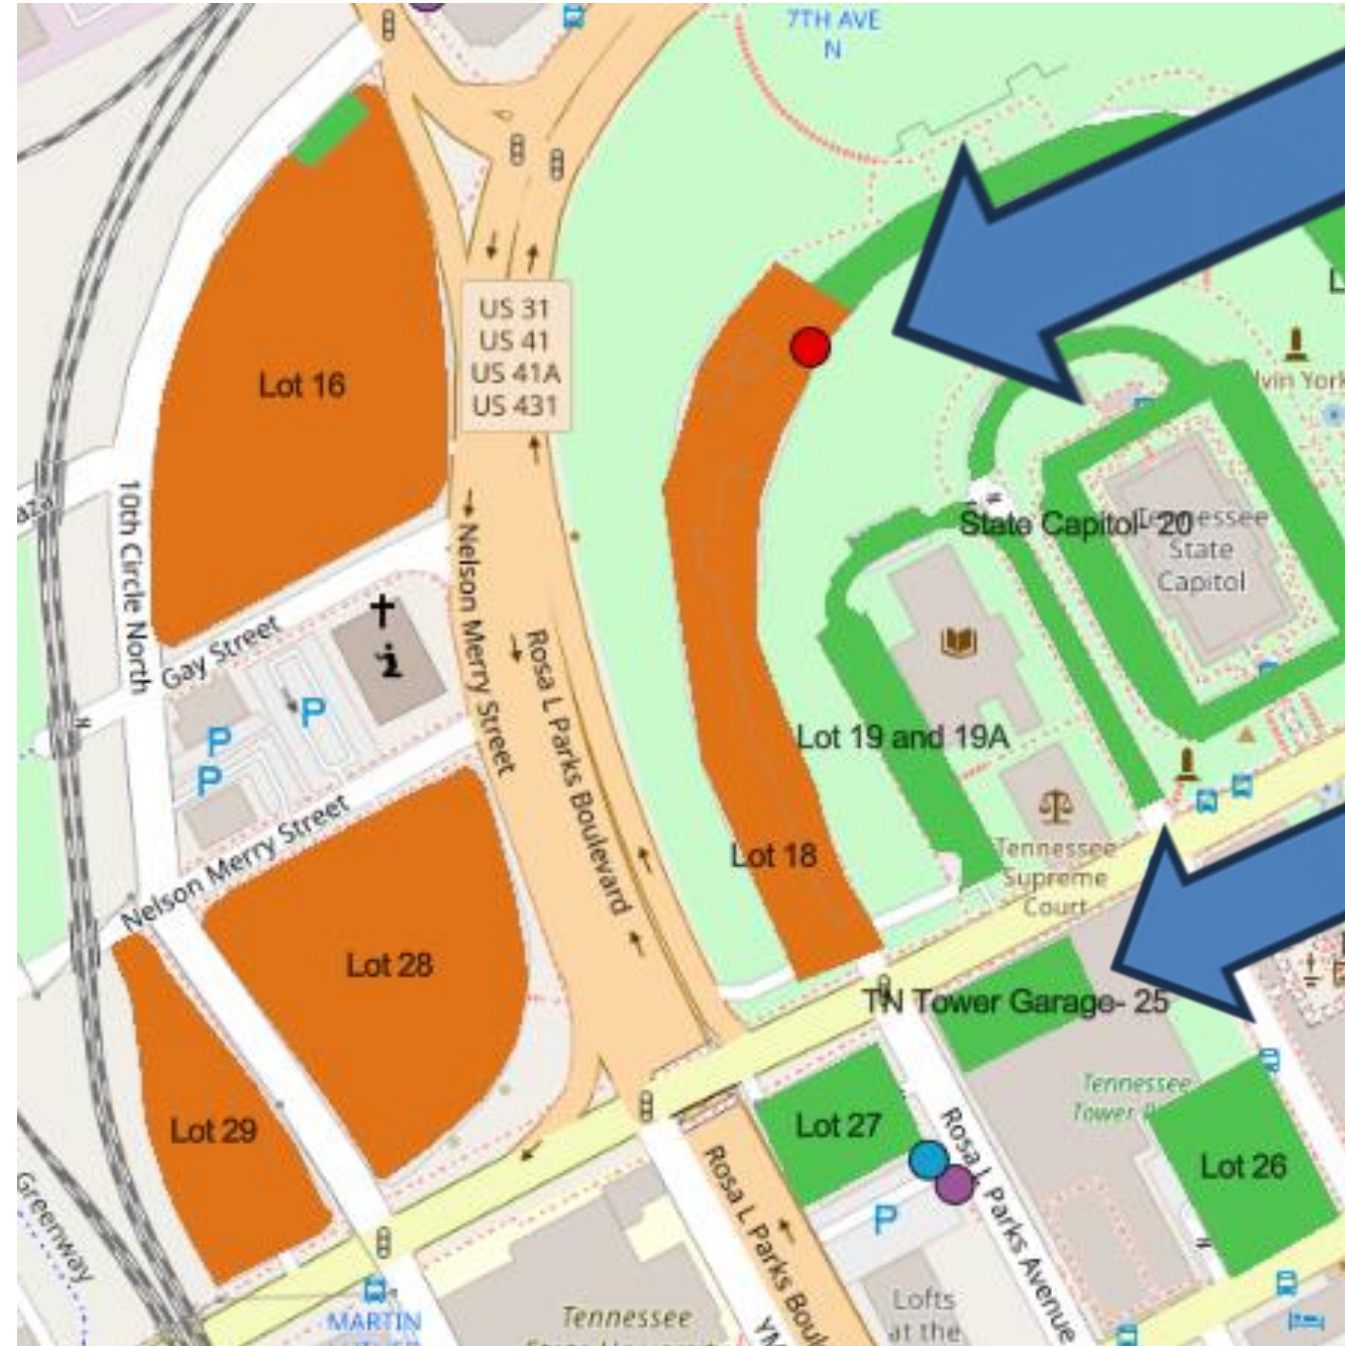 7TH AVE
N
US 31
US 41
US 41A
US 431
Lot 16
10th Circle North
Gay Street
Nelson Merry Street
Rosa L Parks Boulevard
State Capitol- 20
Tennessee
State
Capitol
Lot 19 and 19A
Lot 18
Tennessee
Supreme
Court
Nelson Merry Street
P
P
P
Lot 28
TN Tower Garage- 25
Tennessee
Tower
Lot 29
Lot 27
Lot 26
Rosa L Parks Avenue
Rosa L Parks Boul
P
Greenway
MARTIN
Tennessee
Lofts
at the